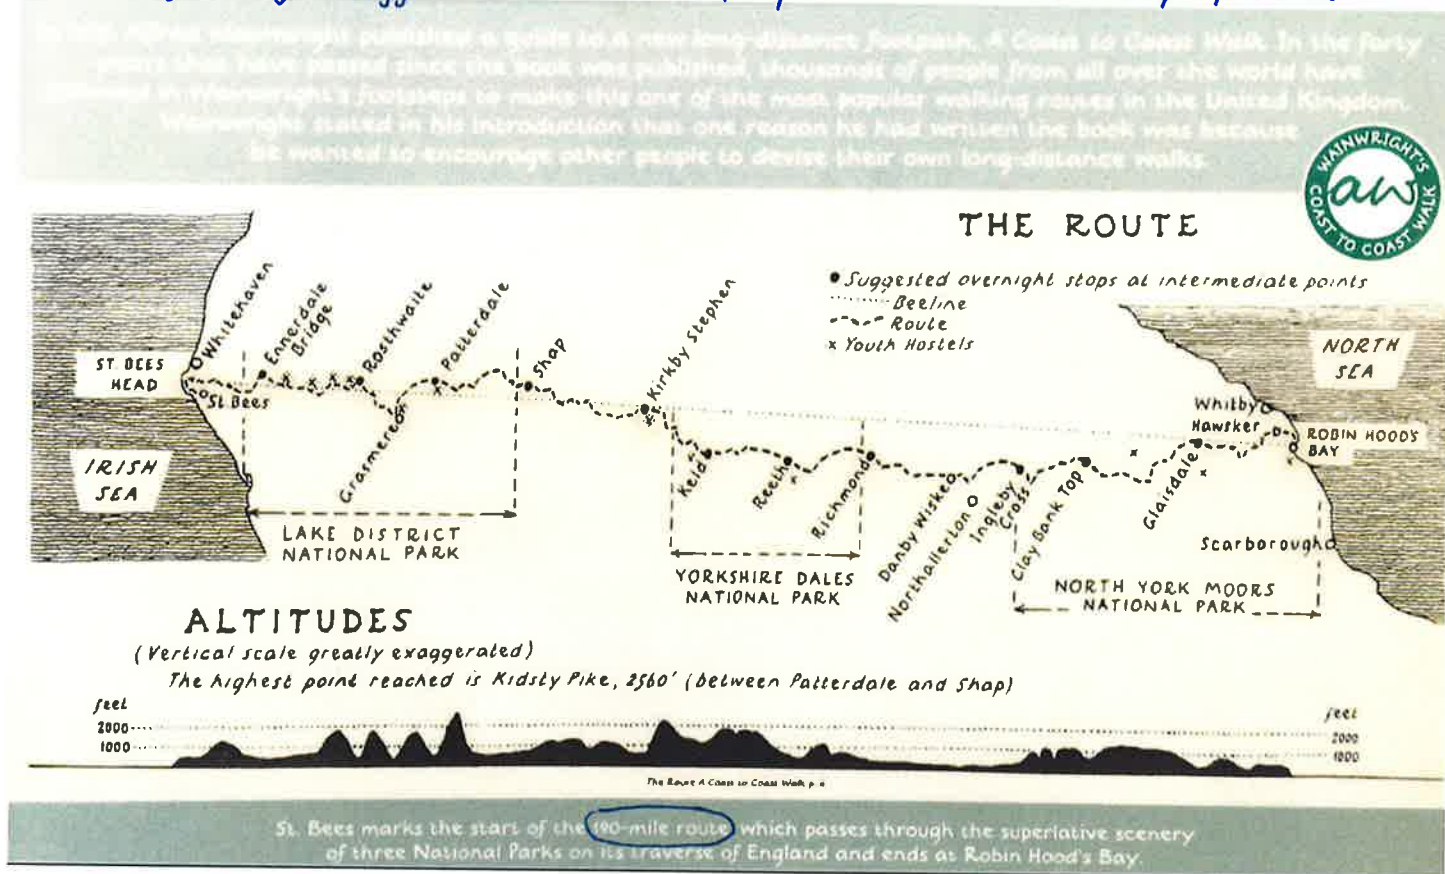 published a guide to a new long-distance footpath, A Coast to Coast Walk. In the forty
years that have passed since the book was published, thousands of people from all over the world have
in Wainwright's footsteps to make this one of the most popular walking routes in the United Kingdom.
Wainwright stated in his introduction that one reason he had written the book was because
he wanted to encourage other people to devise their own long-distance walks.
WAINWRIGHT'S
aw
COAST TO COAST WALK
THE ROUTE
Suggested overnight stops at intermediate points
Beeline
Route
x Youth Hostels
Whitehaven
Ennerdale
Bridge
Rosthwaite
Patterdale
Shap
Kirkby Stephen
NORTH
SEA
ST. BEES
HEAD
St. Bees
Whitby
Hawsker
ROBIN HOOD'S
BAY
IRISH
SEA
Grasmere
Keld
Reeth
Richmond
Danby Wiske
Northallerton
Ingleby
Cross
Clay Bank Top
Glaisdale
Scarborough
LAKE DISTRICT
NATIONAL PARK
YORKSHIRE DALES
NATIONAL PARK
NORTH YORK MOORS
NATIONAL PARK
ALTITUDES
(Vertical scale greatly exaggerated)
The highest point reached is Kidsty Pike, 2560' (between Patterdale and Shap)
feet
2000
1000
feet
2000
1000
The Route A Coast to Coast Walk p
St. Bees marks the start of the 190-mile route which passes through the superlative scenery
of three National Parks on its traverse of England and ends at Robin Hood's Bay.